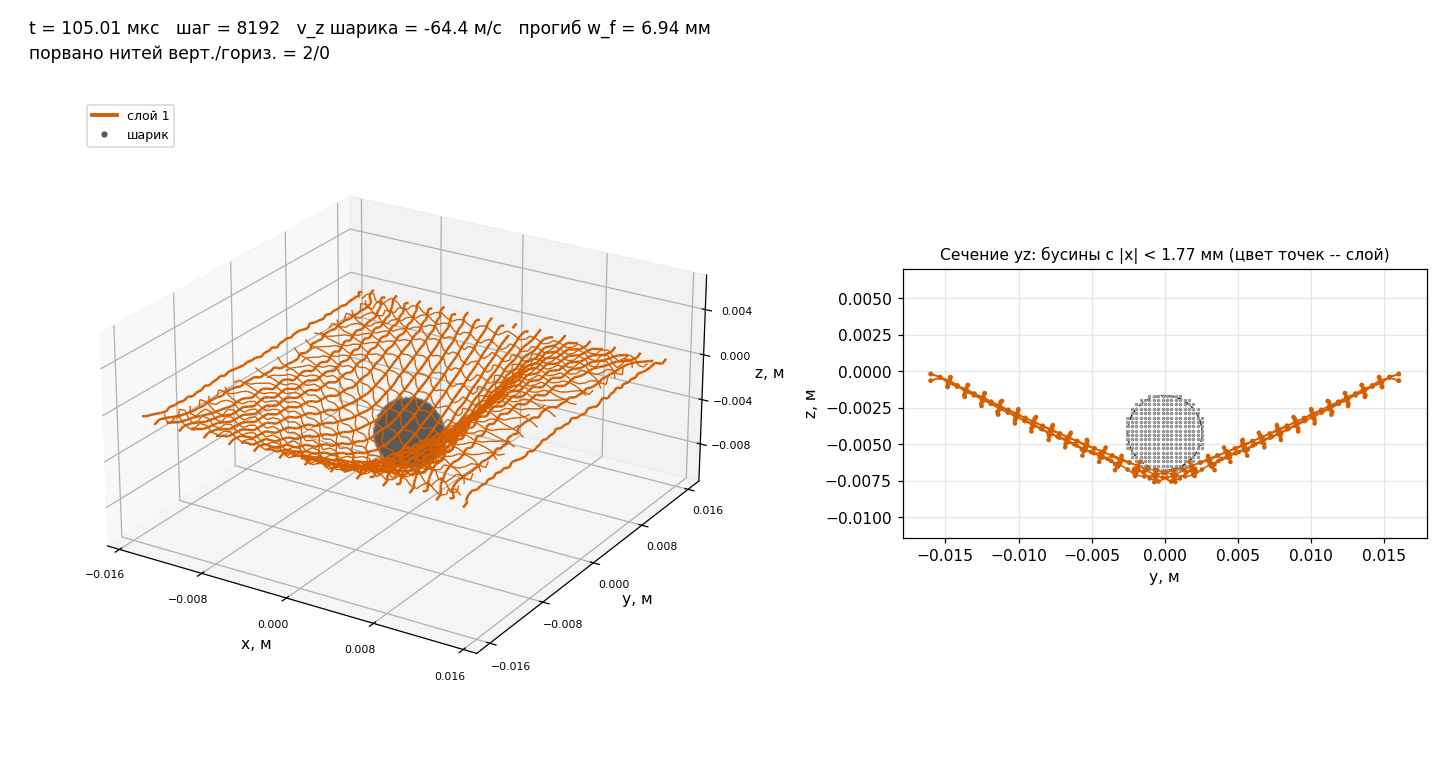 t = 105.01 мкс   шаг = 8192   v_z шарика = -64.4 м/с   прогиб w_f = 6.94 мм
порвано нитей верт./гориз. = 2/0
слой 1
шарик
0.004
0.000
−0.004
−0.008
z, м
0.016
0.008
0.000
−0.008
−0.016
y, м
−0.016
−0.008
0.000
0.008
0.016
x, м
Сечение yz: бусины с |x| < 1.77 мм (цвет точек -- слой)
0.0050
0.0025
0.0000
−0.0025
−0.0050
−0.0075
−0.0100
z, м
−0.015
−0.010
−0.005
0.000
0.005
0.010
0.015
y, м